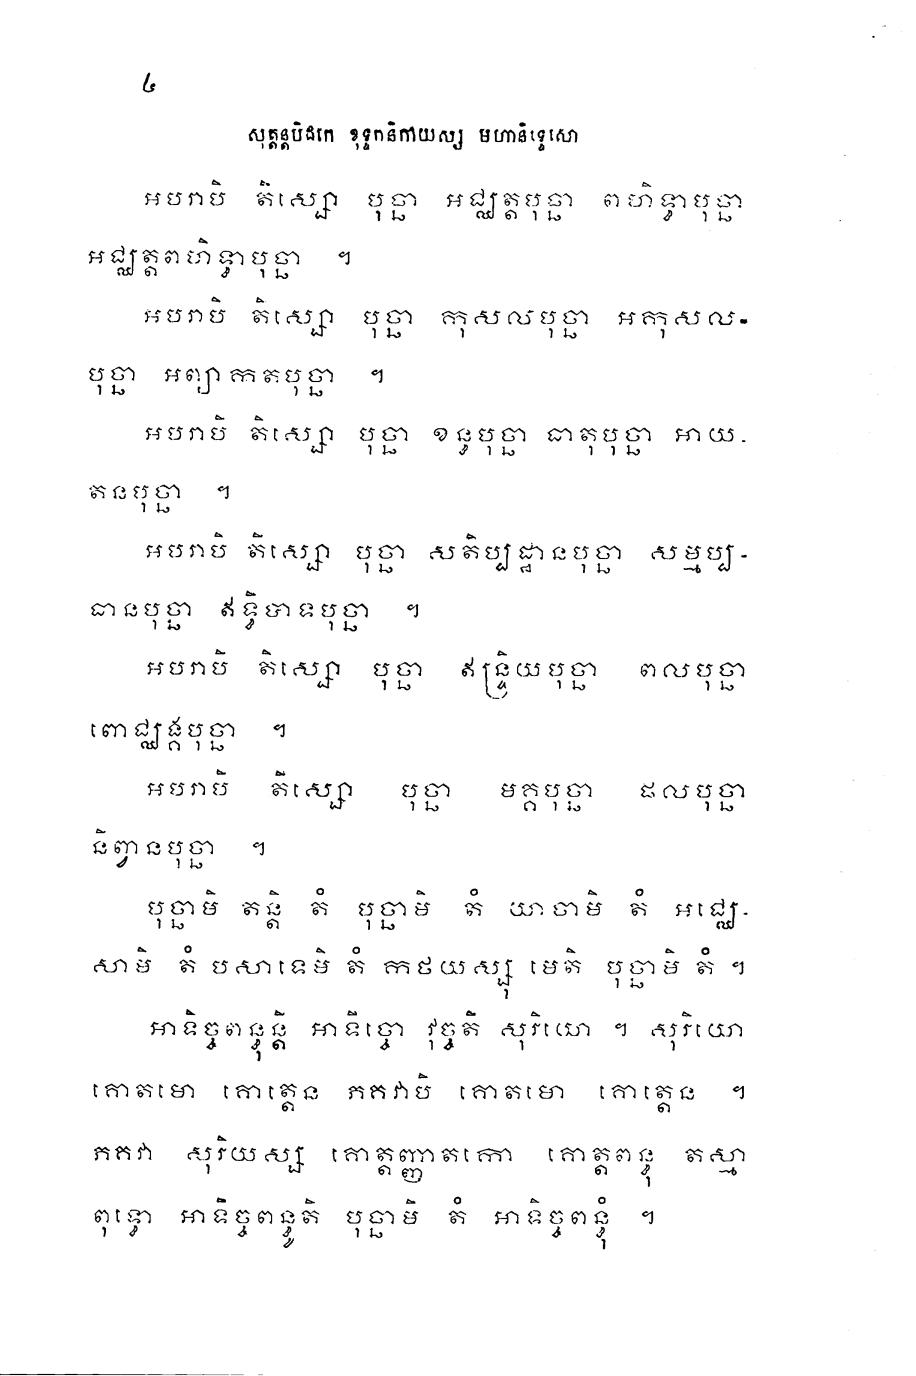 ៤
សុត្តន្តបិដកេ ខុទ្ទកនិកាយស្ស មហានិទ្ទេសោ
អបរាបិ តិស្សោ បុច្ឆា អជ្ឈត្តបុច្ឆា ពហិទ្ធាបុច្ឆា
អជ្ឈត្តពហិទ្ធាបុច្ឆា ។
អបរាបិ តិស្សោ បុច្ឆា កុសលបុច្ឆា អកុសល-
បុច្ឆា អព្យាកតបុច្ឆា ។
អបរាបិ តិស្សោ បុច្ឆា ខន្ធបុច្ឆា ធាតុបុច្ឆា អាយ-
តនបុច្ឆា ។
អបរាបិ តិស្សោ បុច្ឆា សតិប្បដ្ឋានបុច្ឆា សម្មប្ប-
ធានបុច្ឆា ឥទ្ធិបាទបុច្ឆា ។
អបរាបិ តិស្សោ បុច្ឆា ឥន្ទ្រិយបុច្ឆា ពលបុច្ឆា
ពោជ្ឈង្គបុច្ឆា ។
អបរាបិ តិស្សោ បុច្ឆា មគ្គបុច្ឆា ផលបុច្ឆា
និព្វានបុច្ឆា ។
បុច្ឆាមិ តន្តិ តំ បុច្ឆាមិ តំ យាចាមិ តំ អជ្ឈេ-
សាមិ តំ បសាទេមិ តំ កថយស្សុ មេតិ បុច្ឆាមិ តំ ។
អាទិច្ចពន្ធុន្តិ អាទិច្ចោ វុច្ចតិ សុរិយោ ។ សុរិយោ
គោតមោ គោត្តេន ភគវាបិ គោតមោ គោត្តេន ។
ភគវា សុរិយស្ស គោត្តញ្ញាតកោ គោត្តពន្ធុ តស្មា
ពុទ្ធោ អាទិច្ចពន្ធូតិ បុច្ឆាមិ តំ អាទិច្ចពន្ធុំ ។